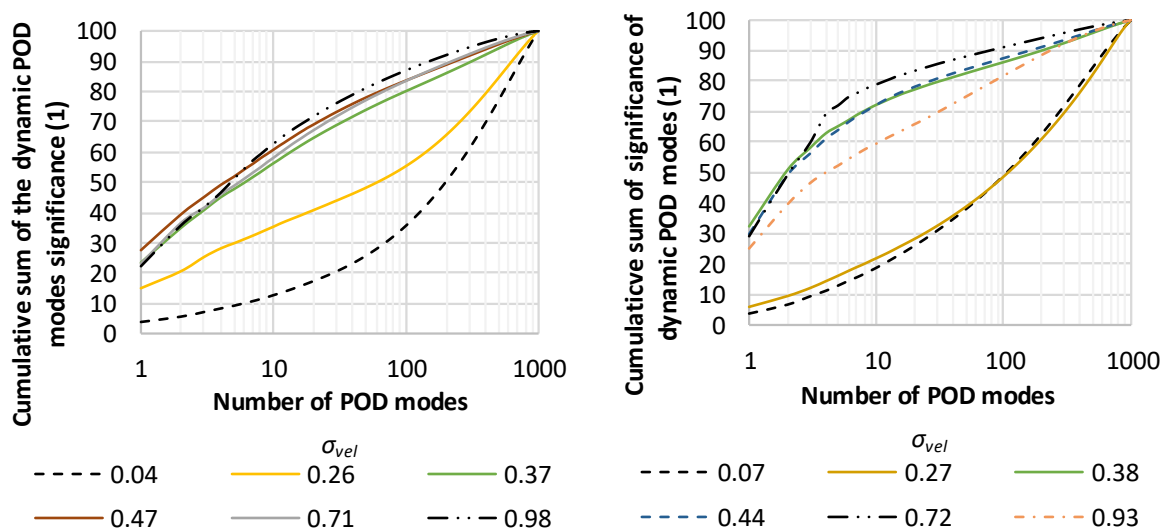 Cumulative sum of the dynamic POD
modes significance (1)
100
90
80
70
60
50
40
30
20
10
0
1 10 100 1000
Number of POD modes
σvel
0.04 0.26 0.37
0.47 0.71 0.98
Cumulaticve sum of significance of
dynamic POD modes (1)
100
90
80
70
60
50
40
30
20
10
0
1 10 100 1000
Number of POD modes
σvel
0.07 0.27 0.38
0.44 0.72 0.93